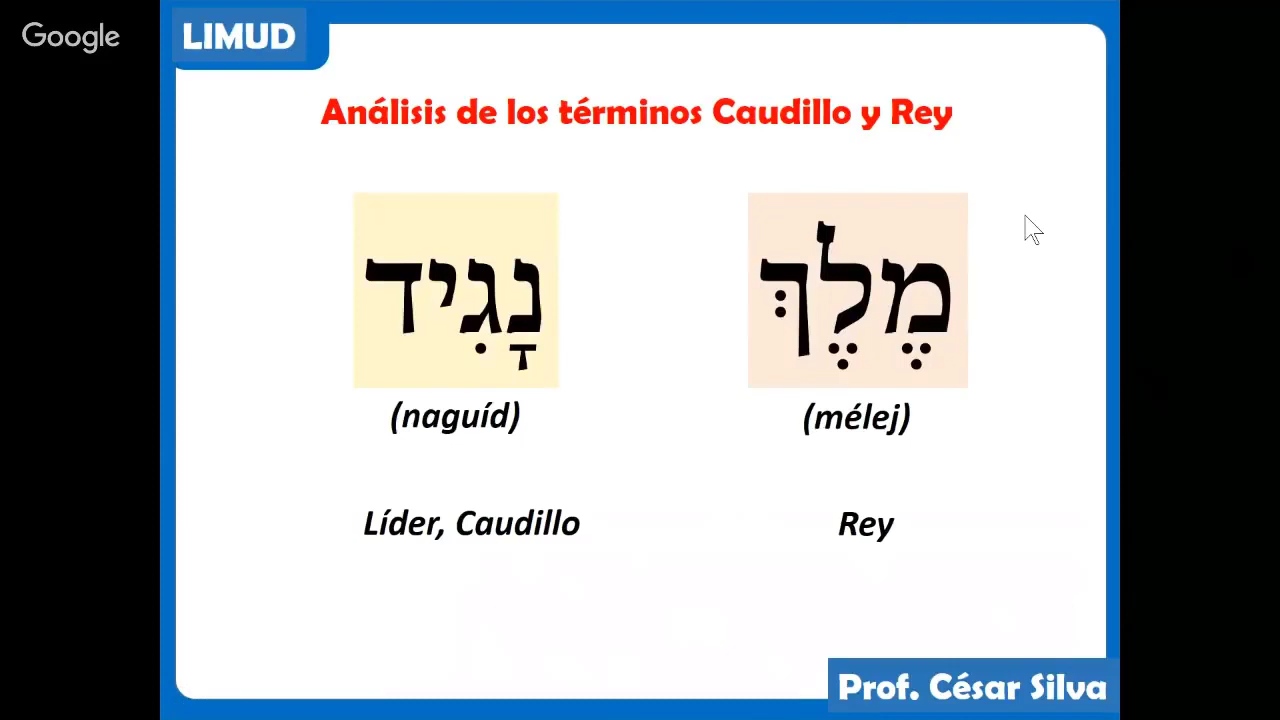 Google
LIMUD
Análisis de los términos Caudillo y Rey
נָגִיד
מֶלֶךְ
(naguíd)
(mélej)
Líder, Caudillo
Rey
Prof. César Silva